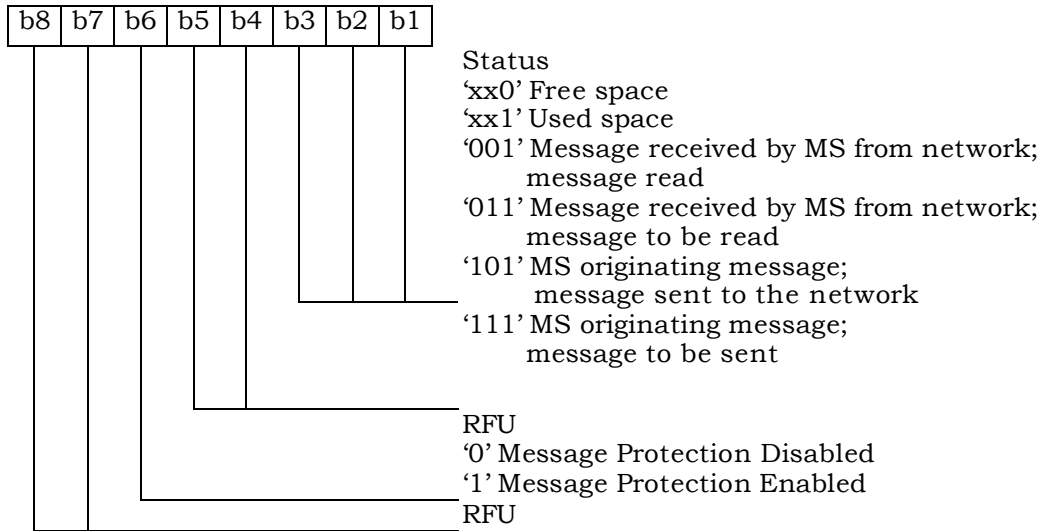 b8 b7 b6 b5 b4 b3 b2 b1
Status
‘xx0’ Free space
‘xx1’ Used space
‘001’ Message received by MS from network;
message read
‘011’ Message received by MS from network;
message to be read
‘101’ MS originating message;
message sent to the network
‘111’ MS originating message;
message to be sent
RFU
‘0’ Message Protection Disabled
‘1’ Message Protection Enabled
RFU